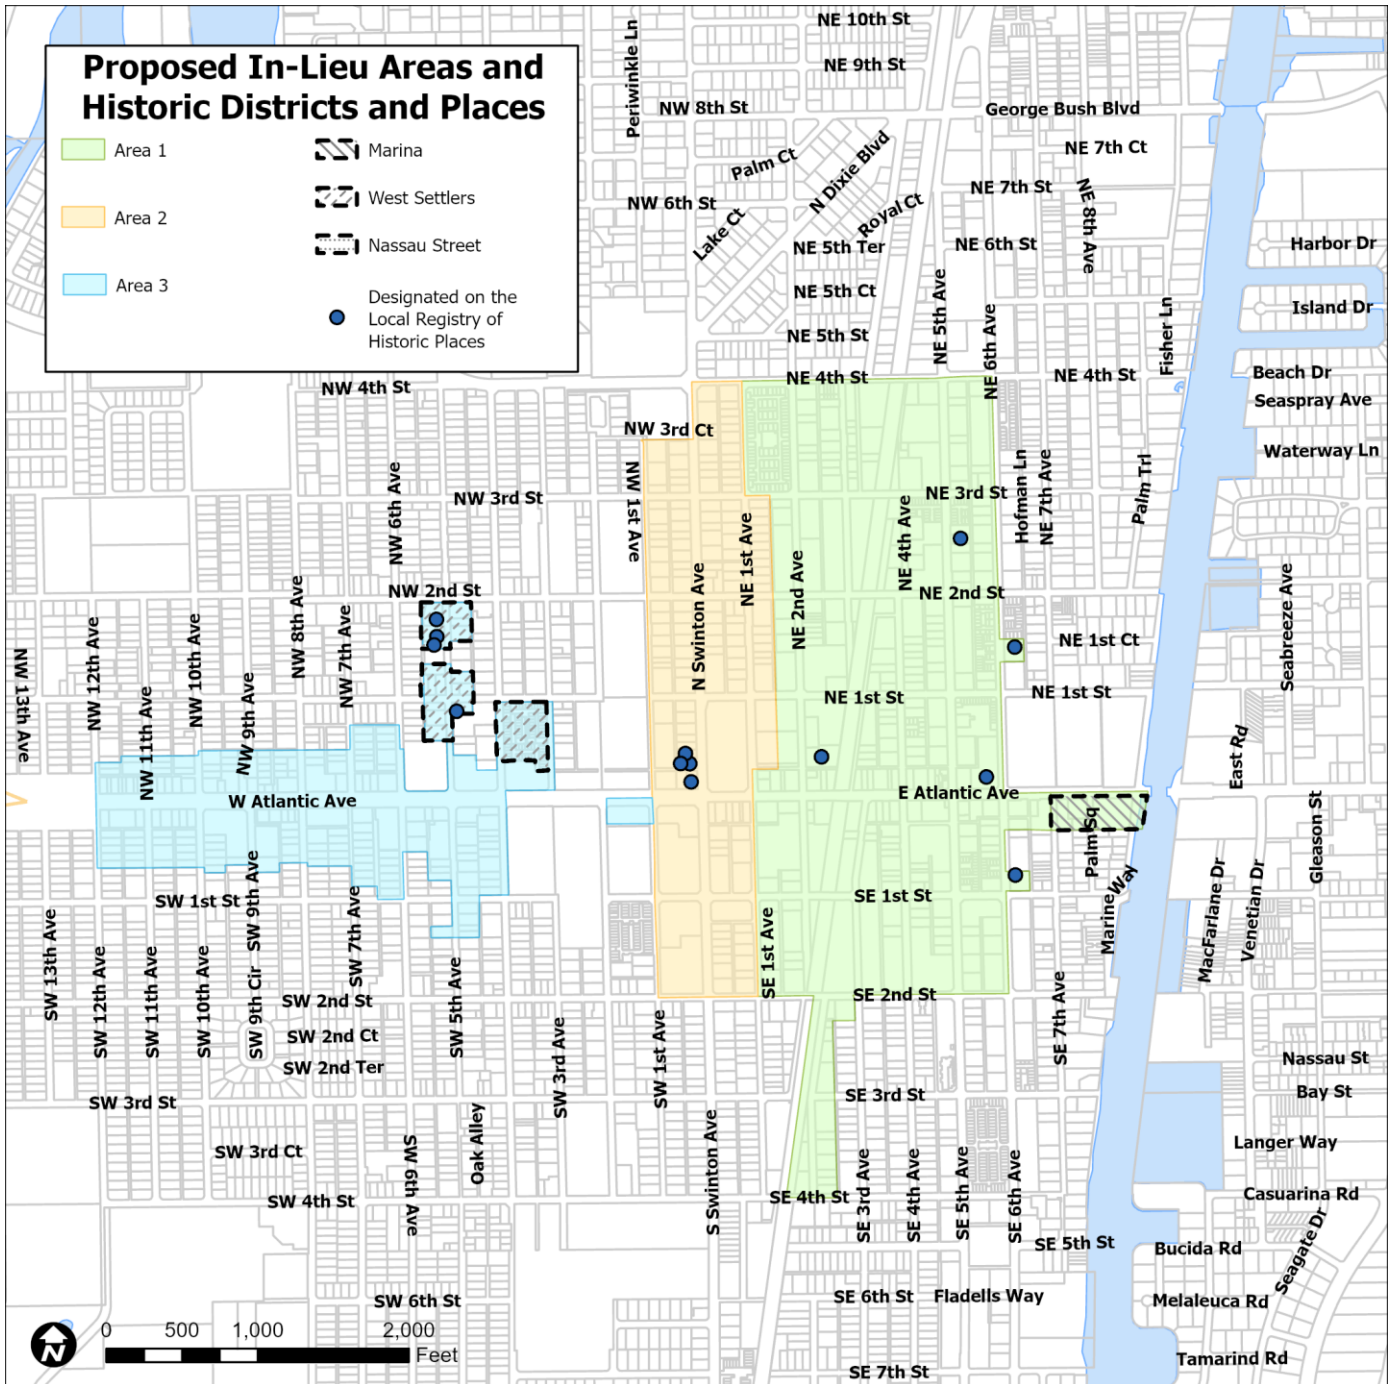 Proposed In-Lieu Areas and
Historic Districts and Places
Area 1
Area 2
Area 3
Marina
West Settlers
Nassau Street
Designated on the
Local Registry of
Historic Places
NE 10th St
NE 9th St
Periwinkle Ln
NW 8th St
George Bush Blvd
NE 7th Ct
Palm Ct
N Dixie Blvd
NE 7th St
NE 8th Ave
NW 6th St
Lake Ct
Royal Ct
NE 5th Ter
NE 6th St
Harbor Dr
NE 5th Ct
NE 5th Ave
Island Dr
NE 5th St
NE 6th Ave
Fisher Ln
NW 4th St
NE 4th St
NE 4th St
Beach Dr
Seaspray Ave
NW 3rd Ct
Waterway Ln
NW 6th Ave
NW 3rd St
NW 1st Ave
NE 3rd St
Hofman Ln
NE 7th Ave
Palm Trl
NE 1st Ave
NE 4th Ave
NW 2nd St
N Swinton Ave
NE 2nd Ave
NE 2nd St
Seabreeze Ave
NW 13th Ave
NW 12th Ave
NW 11th Ave
NW 10th Ave
NW 9th Ave
NW 8th Ave
NW 7th Ave
NE 1st Ct
NE 1st St
NE 1st St
East Rd
W Atlantic Ave
E Atlantic Ave
Palm Sq
Gleason St
Marine Way
MacFarlane Dr
Venetian Dr
SW 1st St
SW 9th Ave
SW 7th Ave
SE 1st St
SE 1st Ave
SW 13th Ave
SW 12th Ave
SW 11th Ave
SW 10th Ave
SW 9th Cir
SW 2nd St
SW 2nd Ct
SW 2nd Ter
SW 5th Ave
SW 3rd Ave
SW 1st Ave
SE 2nd St
SE 7th Ave
Nassau St
SW 3rd St
SE 3rd St
Bay St
SW 3rd Ct
SW 6th Ave
Oak Alley
S Swinton Ave
Langer Way
SW 4th St
SE 4th St
SE 3rd Ave
SE 4th Ave
SE 5th Ave
SE 6th Ave
Casuarina Rd
SE 5th St
Bucida Rd
Seagate Dr
SW 6th St
SE 6th St
Fladells Way
Melaleuca Rd
SE 7th St
Tamarind Rd
0 500 1,000 2,000
Feet
N